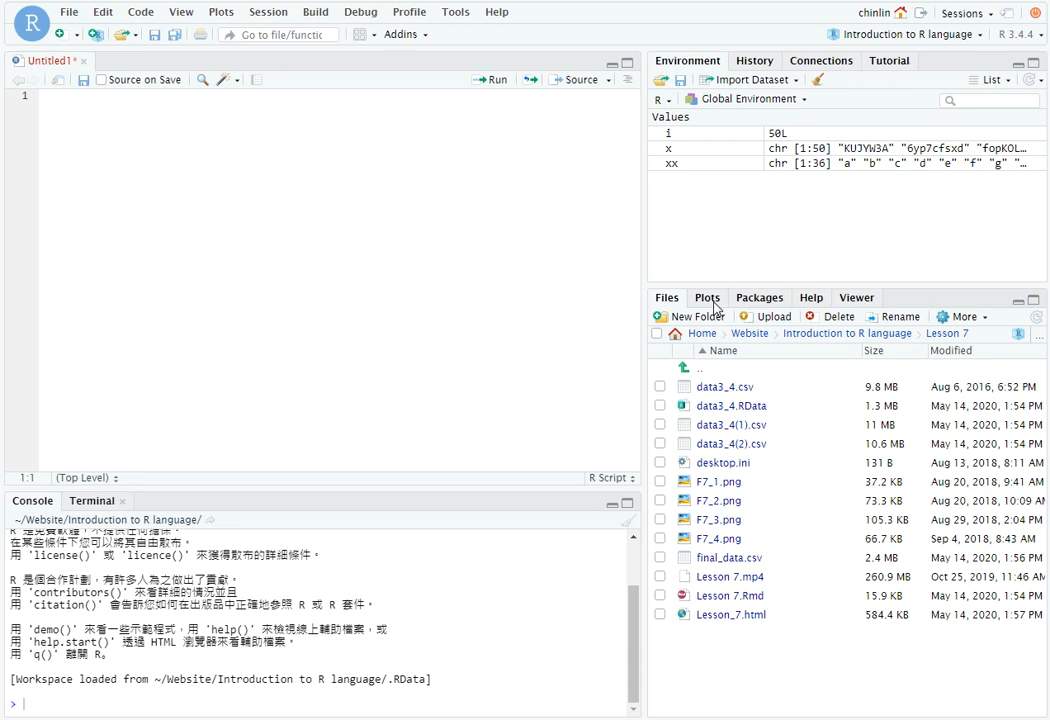 File Edit Code View Plots Session Build Debug Profile Tools Help
chinlin Sessions
R Go to file/functic Addins
Introduction to R language R 3.4.4
Untitled1*
Source on Save Run Source
1
1:1 (Top Level) R Script
Console Terminal
~/Website/Introduction to R language/
R 是免費軟體，不提供任何擔保。
在某些條件下您可以將其自由散布。
用 'license()' 或 'licence()' 來獲得散布的詳細條件。
R 是個合作計劃，有許多人為之做出了貢獻。
用 'contributors()' 來看詳細的情況並且
用 'citation()' 會告訴您如何在出版品中正確地參照 R 或 R 套件。
用 'demo()' 來看一些示範程式，用 'help()' 來檢視線上輔助檔案，或
用 'help.start()' 透過 HTML 瀏覽器來看輔助檔案。
用 'q()' 離開 R。
[Workspace loaded from ~/Website/Introduction to R language/.RData]
>
Environment History Connections Tutorial
Import Dataset List
R Global Environment
Values
i 50L
x chr [1:50] "KUJYW3A" "6yp7cfsxd" "fopKOL…
xx chr [1:36] "a" "b" "c" "d" "e" "f" "g" "…
Files Plots Packages Help Viewer
New Folder Upload Delete Rename More
Home Website Introduction to R language Lesson 7 ...
Name Size Modified
..
data3_4.csv 9.8 MB Aug 6, 2016, 6:52 PM
data3_4.RData 1.3 MB May 14, 2020, 1:54 PM
data3_4(1).csv 11 MB May 14, 2020, 1:54 PM
data3_4(2).csv 10.6 MB May 14, 2020, 1:54 PM
desktop.ini 131 B Aug 13, 2018, 8:11 AM
F7_1.png 37.2 KB Aug 20, 2018, 9:41 AM
F7_2.png 73.3 KB Aug 20, 2018, 10:09 AM
F7_3.png 105.3 KB Aug 29, 2018, 2:04 PM
F7_4.png 66.7 KB Sep 4, 2018, 8:43 AM
final_data.csv 2.4 MB May 14, 2020, 1:56 PM
Lesson 7.mp4 260.9 MB Oct 25, 2019, 11:46 AM
Lesson 7.Rmd 15.9 KB May 14, 2020, 1:54 PM
Lesson_7.html 584.4 KB May 14, 2020, 1:57 PM